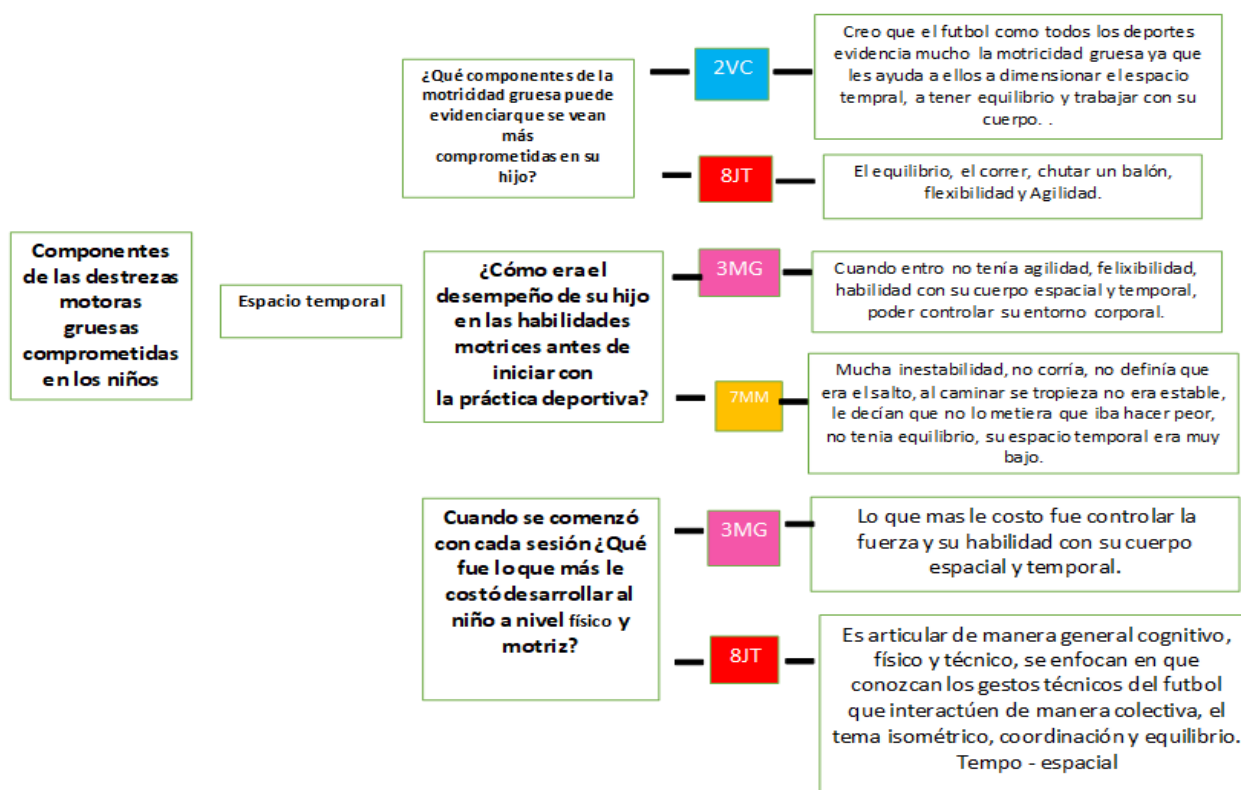 Componentes
de las destrezas
motoras
gruesas
comprometidas
en los niños
Espacio temporal
¿Qué componentes de la
motricidad gruesa puede
evidenciar que se vean
más
comprometidas en su
hijo?
2VC
Creo que el futbol como todos los deportes
evidencia mucho la motricidad gruesa ya que
les ayuda a ellos a dimensionar el espacio
tempral, a tener equilibrio y trabajar con su
cuerpo. .
8JT
El equilibrio, el correr, chutar un balón,
flexibilidad y Agilidad.
¿Cómo era el
desempeño de su hijo
en las habilidades
motrices antes de
iniciar con
la práctica deportiva?
3MG
Cuando entro no tenía agilidad, felixibilidad,
habilidad con su cuerpo espacial y temporal,
poder controlar su entorno corporal.
7MM
Mucha inestabilidad, no corría, no definía que
era el salto, al caminar se tropieza no era estable,
le decían que no lo metiera que iba hacer peor,
no tenia equilibrio, su espacio temporal era muy
bajo.
Cuando se comenzó
con cada sesión ¿Qué
fue lo que más le
costó desarrollar al
niño a nivel físico y
motriz?
3MG
Lo que mas le costo fue controlar la
fuerza y su habilidad con su cuerpo
espacial y temporal.
8JT
Es articular de manera general cognitivo,
físico y técnico, se enfocan en que
conozcan los gestos técnicos del futbol
que interactúen de manera colectiva, el
tema isométrico, coordinación y equilibrio.
Tempo - espacial